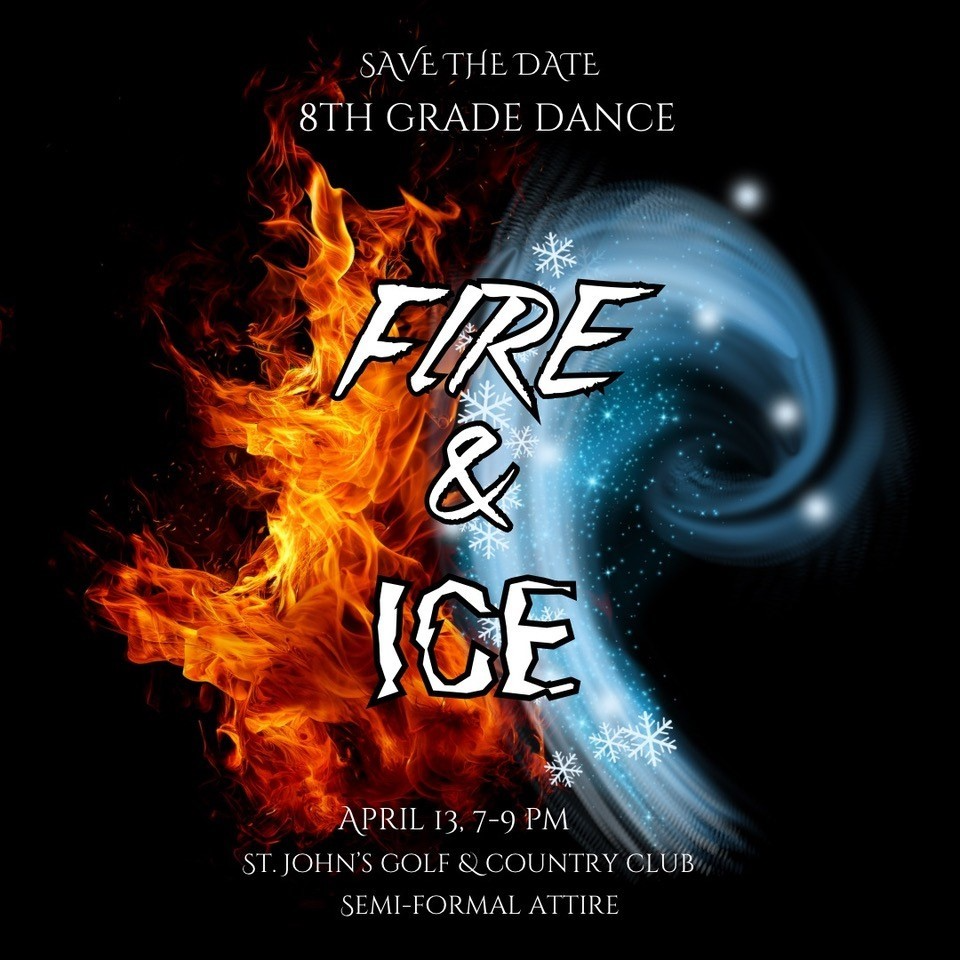 SAVE THE DATE
8TH GRADE DANCE
FIRE
&
ICE
APRIL 13, 7-9 PM
ST. JOHN'S GOLF & COUNTRY CLUB
SEMI-FORMAL ATTIRE